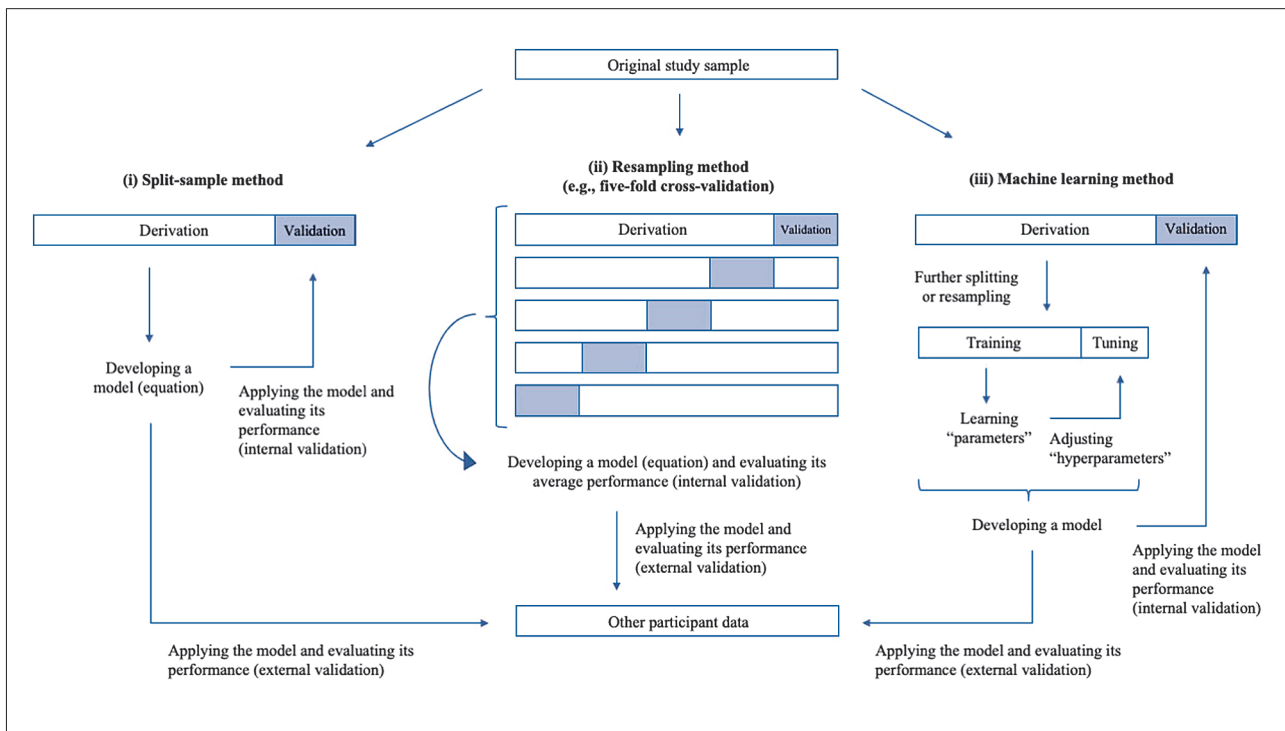 Original study sample
(i) Split-sample method
Derivation
Validation
Developing a
model (equation)
Applying the model and
evaluating its
performance
(internal validation)
Applying the model and evaluating its
performance (external validation)
(ii) Resampling method
(e.g., five-fold cross-validation)
Derivation
Validation
Developing a model (equation) and evaluating its
average performance (internal validation)
Applying the model and
evaluating its performance
(external validation)
Other participant data
(iii) Machine learning method
Derivation
Validation
Further splitting
or resampling
Training
Tuning
Learning
“parameters”
Adjusting
“hyperparameters”
Developing a model
Applying the model
and evaluating its
performance
(internal validation)
Applying the model and evaluating its
performance (external validation)